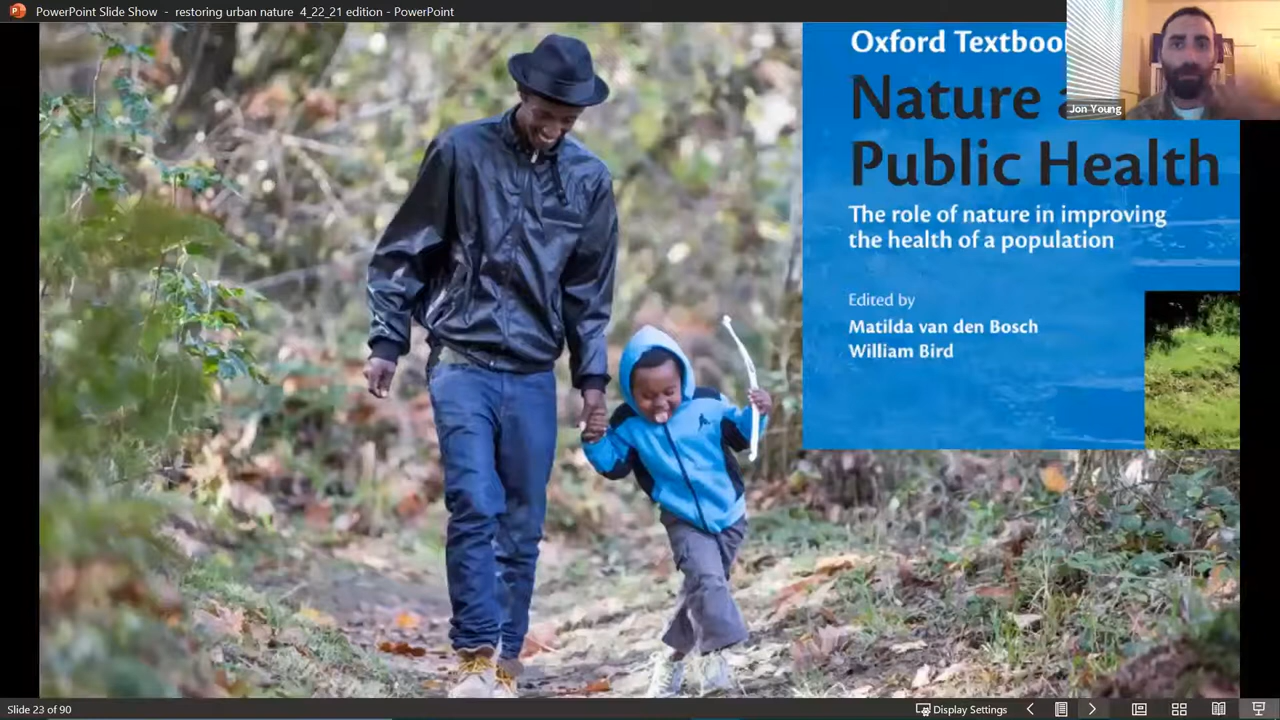 PowerPoint Slide Show - restoring urban nature 4_22_21 edition - PowerPoint
Oxford
Nature
Public Health
The role of nature in improving
the health of a population
Edited by
Matilda van den Bosch
William Bird
Jon Young
Slide 23 of 90
Display Settings